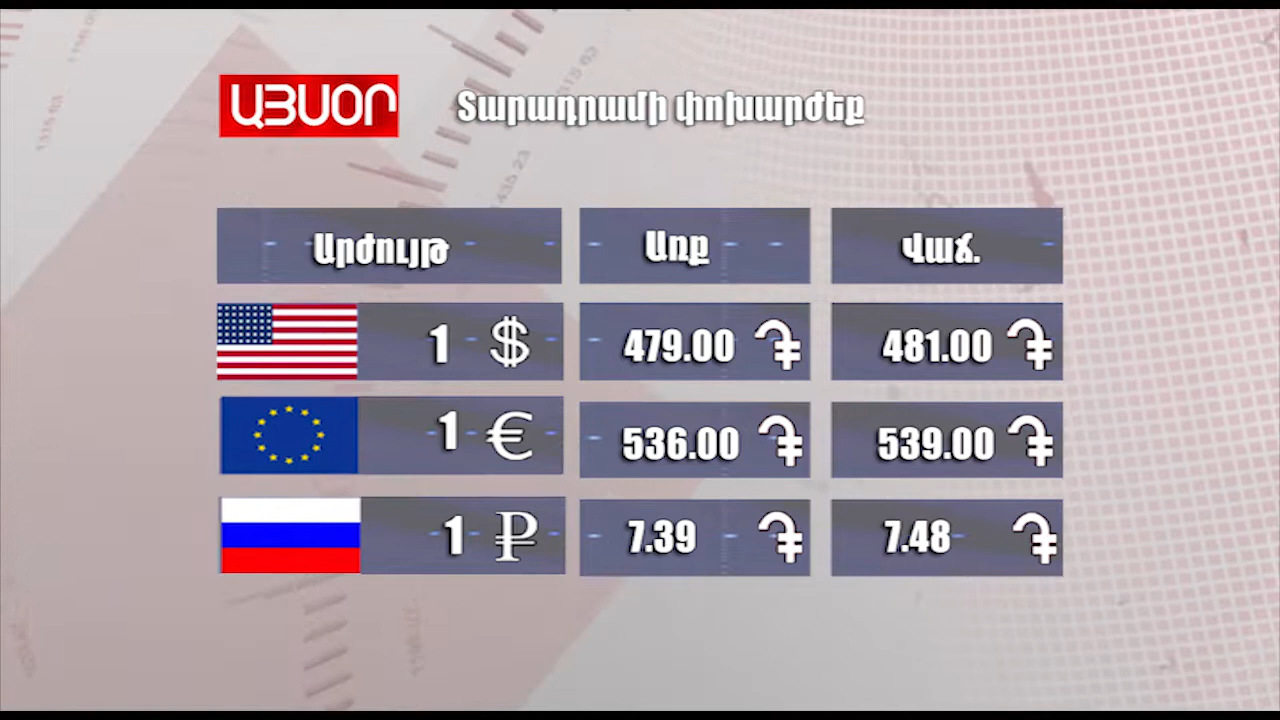 ԱՅՍՕՐ
Տարադրամի փոխարժեք
Արժույթ Առք Վաճ.
1 $ 479.00 ֏ 481.00 ֏
1 € 536.00 ֏ 539.00 ֏
1 ₽ 7.39 ֏ 7.48 ֏